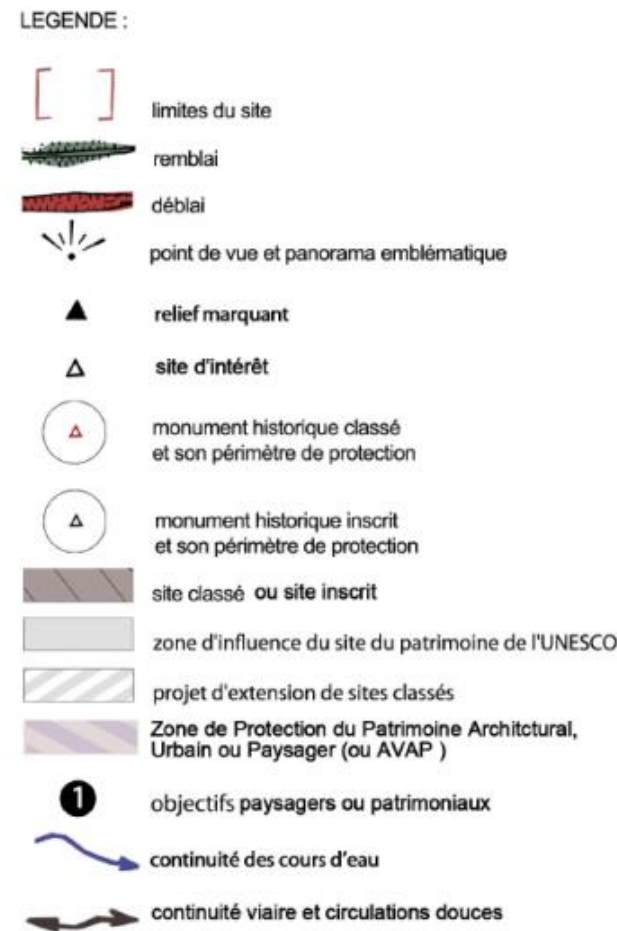 LEGENDE :
limites du site
remblai
déblai
point de vue et panorama emblématique
relief marquant
site d'intérêt
monument historique classé
et son périmètre de protection
monument historique inscrit
et son périmètre de protection
site classé ou site inscrit
zone d'influence du site du patrimoine de l'UNESCO
projet d'extension de sites classés
Zone de Protection du Patrimoine Architctural,
Urbain ou Paysager (ou AVAP )
1 objectifs paysagers ou patrimoniaux
continuité des cours d'eau
continuité viaire et circulations douces